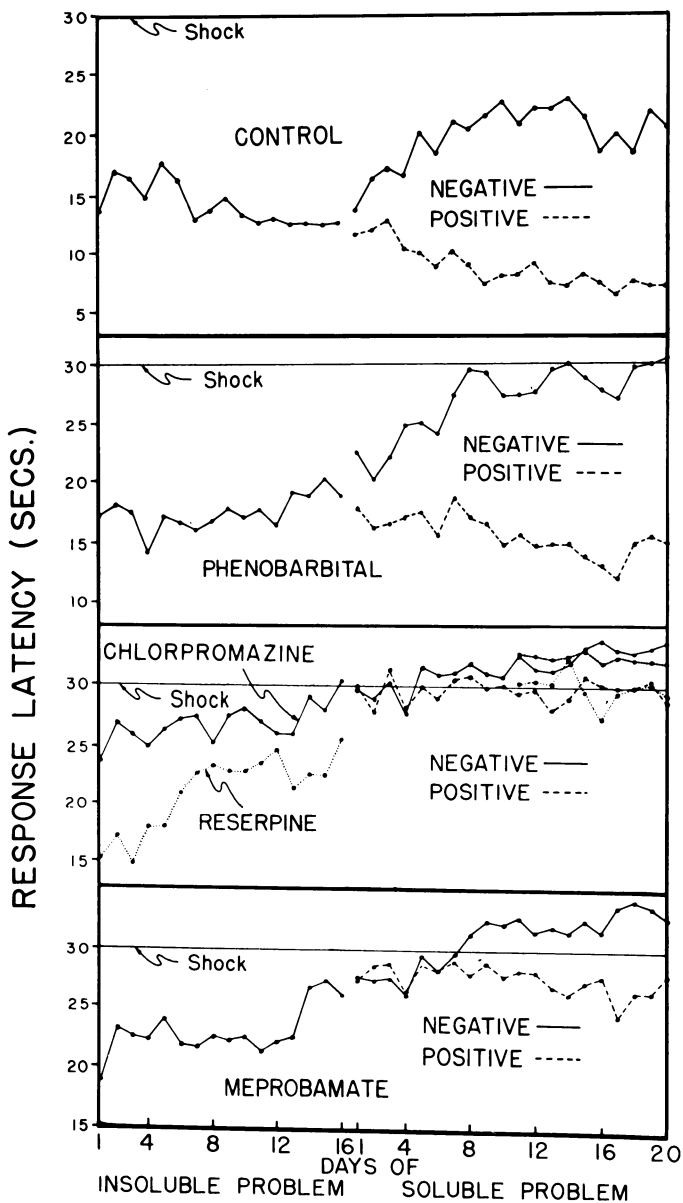 RESPONSE LATENCY (SECS.)
30
25
20
15
10
5
Shock
CONTROL
NEGATIVE
POSITIVE
30
25
20
15
10
Shock
NEGATIVE
POSITIVE
PHENOBARBITAL
30
25
20
15
CHLORPROMAZINE
Shock
RESERPINE
NEGATIVE
POSITIVE
30
25
20
15
Shock
NEGATIVE
POSITIVE
MEPROBAMATE
1 4 8 12 16 1 4 8 12 16 20
DAYS OF
INSOLUBLE PROBLEM SOLUBLE PROBLEM